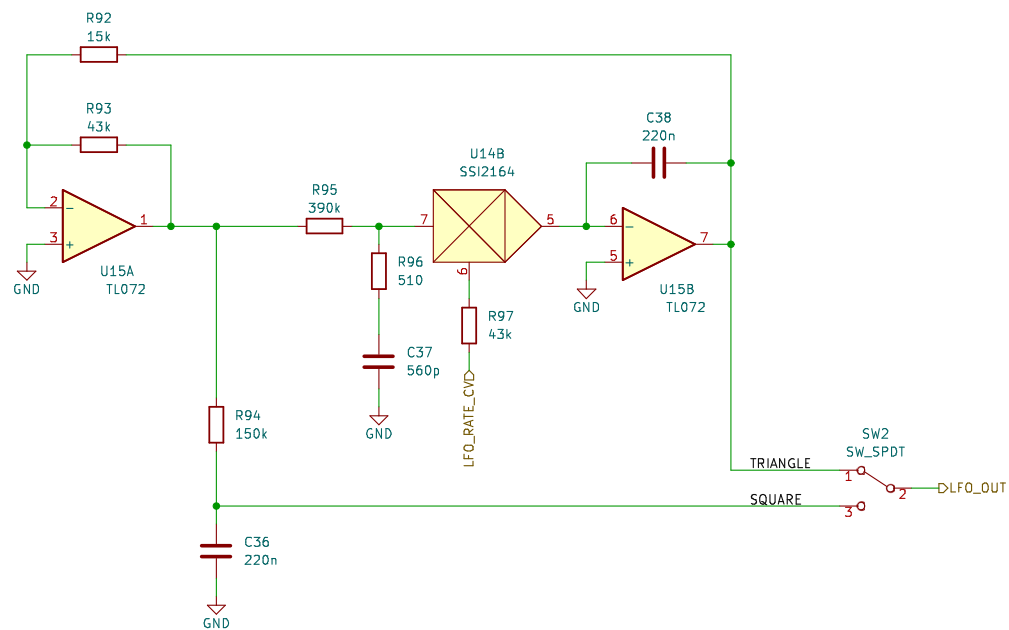 R92
15k
R93
43k
C38
220n
U14B
SSI2164
R95
390k
2
−
1
7
5
6
−
3
+
7
5
+
6
U15A
TL072
GND
R96
510
U15B
TL072
GND
R97
43k
C37
560p
LFO_RATE_CV
GND
R94
150k
SW2
SW_SPDT
TRIANGLE
1
2
LFO_OUT
SQUARE
3
C36
220n
GND